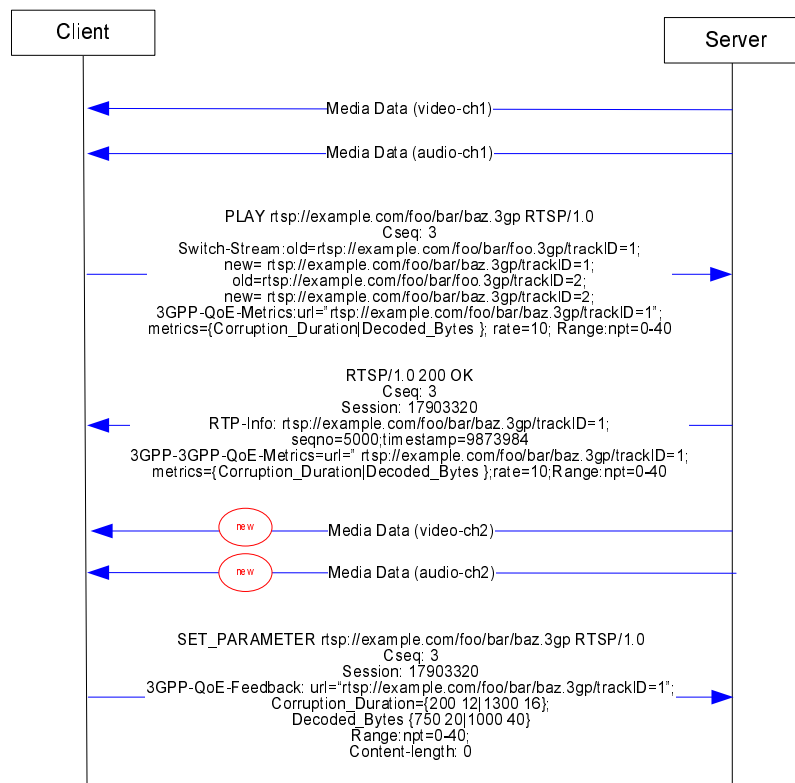 Client
Server
Media Data (video-ch1)
Media Data (audio-ch1)
PLAY rtsp://example.com/foo/bar/baz.3gp RTSP/1.0
Cseq: 3
Switch-Stream:old=rtsp://example.com/foo/bar/foo.3gp/trackID=1;
new= rtsp://example.com/foo/bar/baz.3gp/trackID=1;
old=rtsp://example.com/foo/bar/foo.3gp/trackID=2;
new= rtsp://example.com/foo/bar/baz.3gp/trackID=2;
3GPP-QoE-Metrics:url="rtsp://example.com/foo/bar/baz.3gp/trackID=1";
metrics={Corruption_Duration|Decoded_Bytes }; rate=10; Range:npt=0-40
RTSP/1.0 200 OK
Cseq: 3
Session: 17903320
RTP-Info: rtsp://example.com/foo/bar/baz.3gp/trackID=1;
seqno=5000;timestamp=9873984
3GPP-3GPP-QoE-Metrics=url=" rtsp://example.com/foo/bar/baz.3gp/trackID=1;
metrics={Corruption_Duration|Decoded_Bytes };rate=10;Range:npt=0-40
new
Media Data (video-ch2)
new
Media Data (audio-ch2)
SET_PARAMETER rtsp://example.com/foo/bar/baz.3gp RTSP/1.0
Cseq: 3
Session: 17903320
3GPP-QoE-Feedback: url="rtsp://example.com/foo/bar/baz.3gp/trackID=1";
Corruption_Duration={200 12|1300 16};
Decoded_Bytes {750 20|1000 40}
Range:npt=0-40;
Content-length: 0